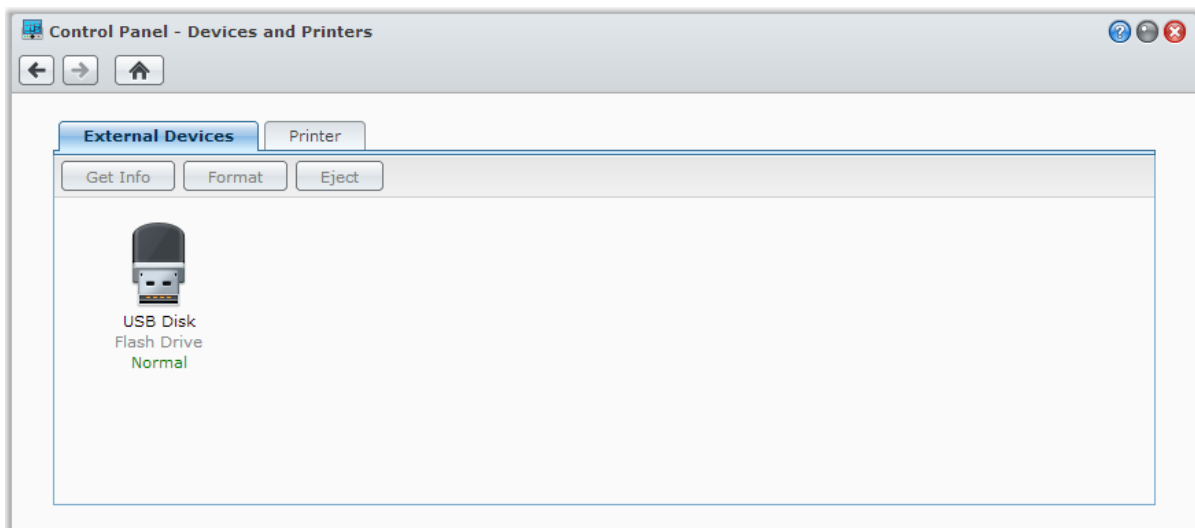 Control Panel - Devices and Printers
External Devices Printer
Get Info Format Eject
USB Disk
Flash Drive
Normal